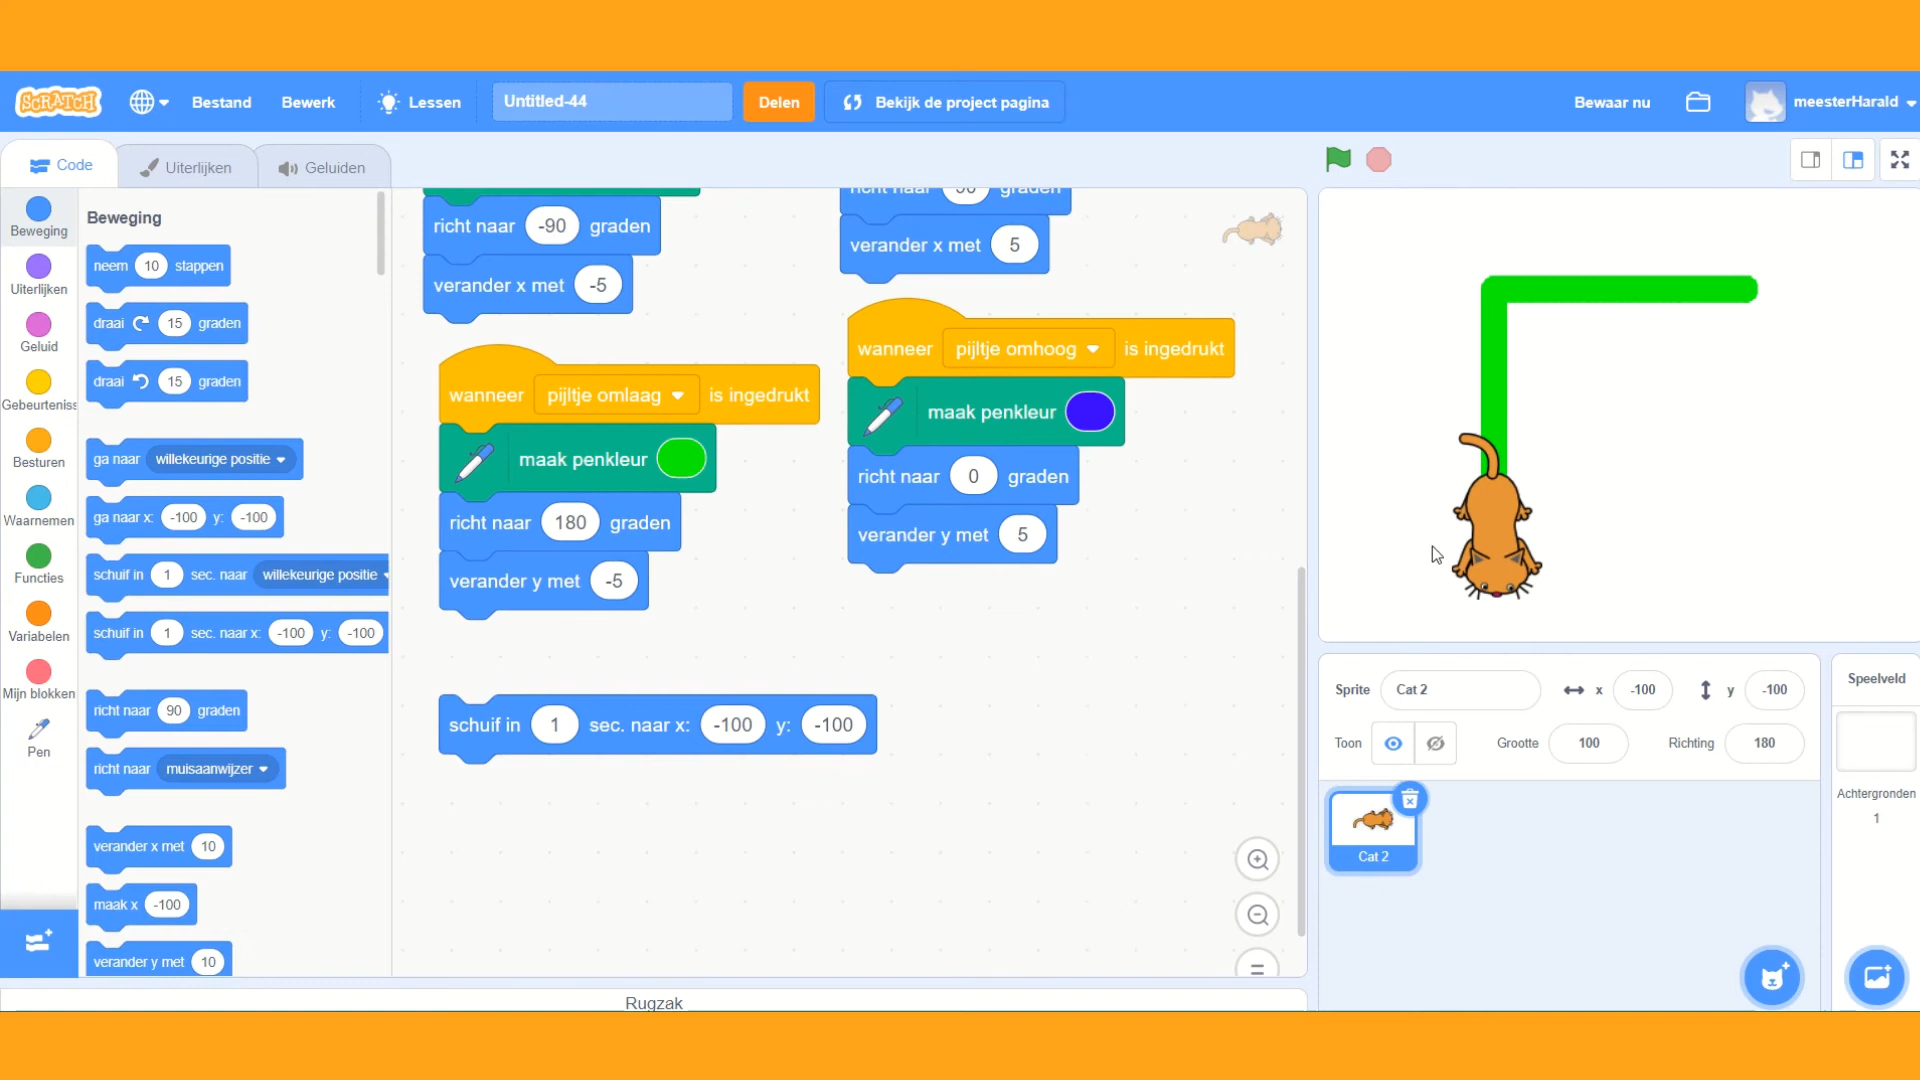 SCRATCH
Bestand
Bewerk
Lessen
Untitled-44
Delen
Bekijk de project pagina
Bewaar nu
meesterHarald
Code
Uiterlijken
Geluiden
Beweging
Uiterlijken
Geluid
Gebeurteniss
Besturen
Waarnemen
Functies
Variabelen
Mijn blokken
Pen
Beweging
neem 10 stappen
draai 15 graden
draai 15 graden
ga naar willekeurige positie
ga naar x: -100 y: -100
schuif in 1 sec. naar willekeurige positie
schuif in 1 sec. naar x: -100 y: -100
richt naar 90 graden
richt naar muisaanwijzer
verander x met 10
maak x -100
verander y met 10
richt naar -90 graden
verander x met -5
wanneer pijltje omlaag is ingedrukt
maak penkleur
richt naar 180 graden
verander y met -5
richt naar 90 graden
verander x met 5
wanneer pijltje omhoog is ingedrukt
maak penkleur
richt naar 0 graden
verander y met 5
schuif in 1 sec. naar x: -100 y: -100
Rugzak
Sprite Cat 2 x -100 y -100
Toon Grootte 100 Richting 180
Cat 2
Speelveld
Achtergronden
1